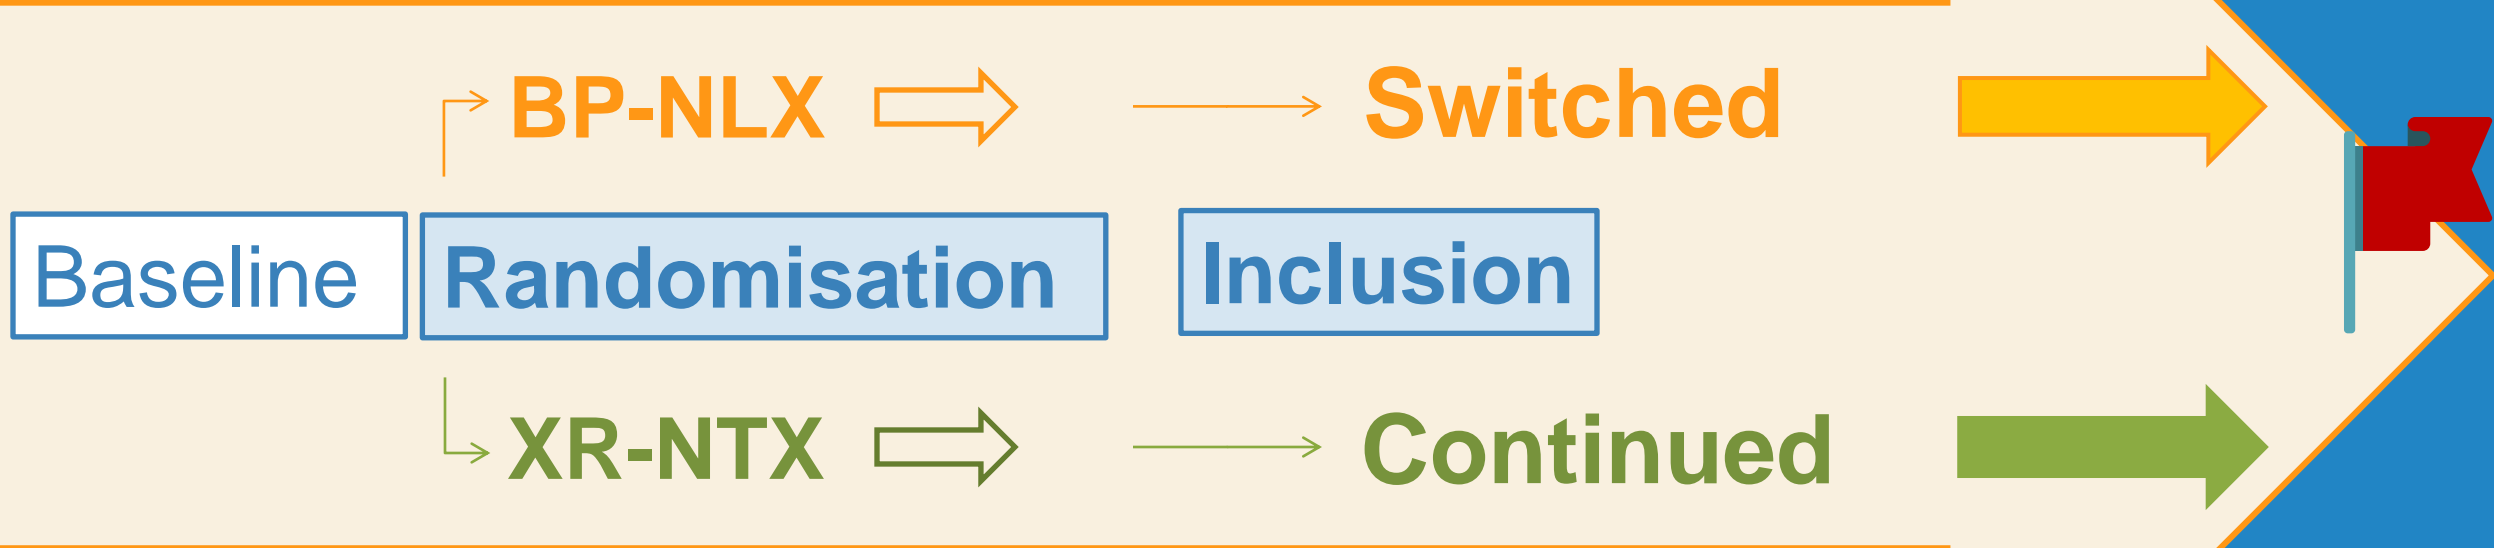 BP-NLX
Switched
Baseline
Randomisation
Inclusion
XR-NTX
Continued